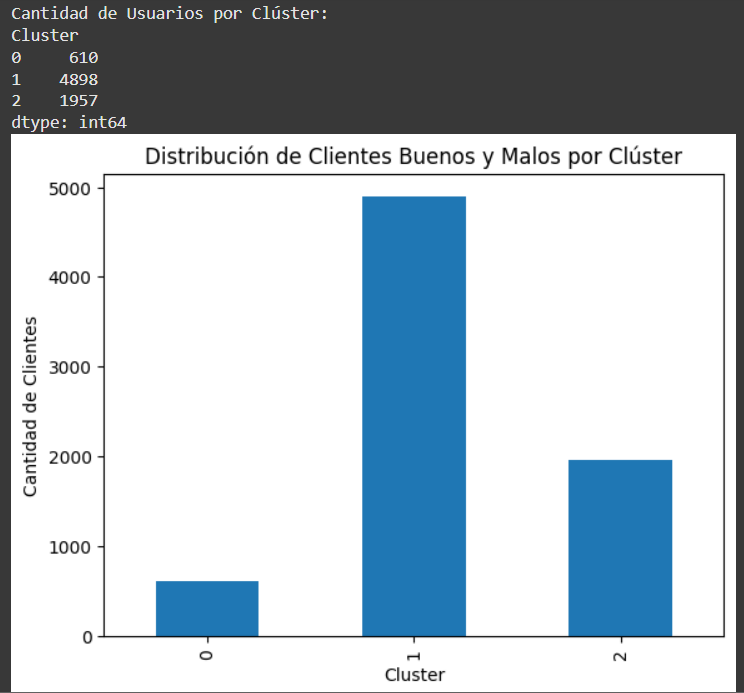 Cantidad de Usuarios por Clúster:
Cluster
0     610
1    4898
2    1957
dtype: int64
Distribución de Clientes Buenos y Malos por Clúster
5000
4000
3000
2000
1000
0
Cantidad de Clientes
0
1
2
Cluster